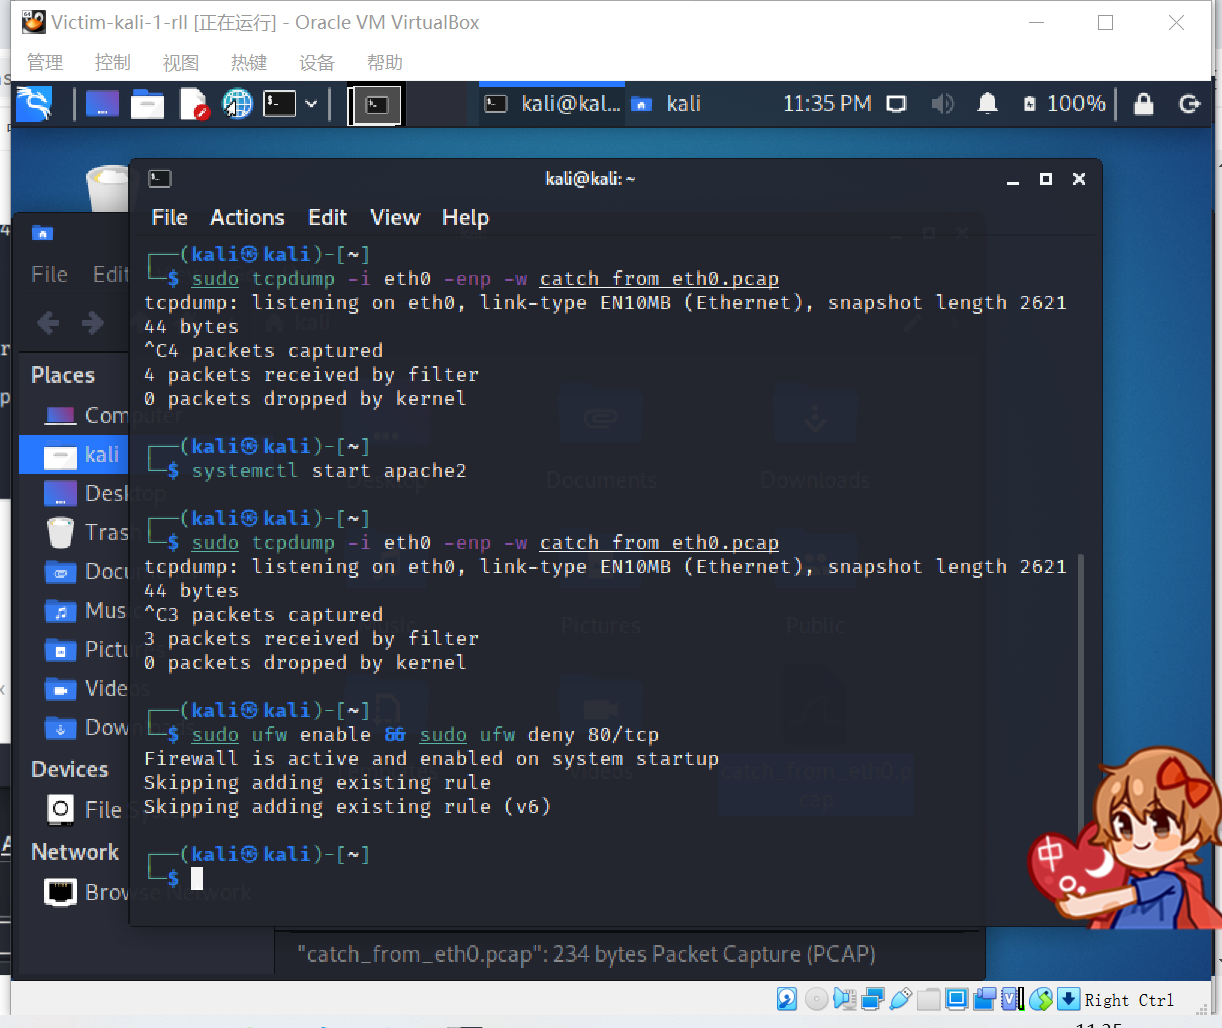 Victim-kali-1-rll [正在运行] - Oracle VM VirtualBox
管理 控制 视图 热键 设备 帮助
kali@kal... kali 11:35 PM 100%
kali@kali: ~
File Actions Edit View Help
┌──(kali㉿kali)-[~]
└─$ sudo tcpdump -i eth0 -enp -w catch_from_eth0.pcap
tcpdump: listening on eth0, link-type EN10MB (Ethernet), snapshot length 2621
44 bytes
^C4 packets captured
4 packets received by filter
0 packets dropped by kernel
┌──(kali㉿kali)-[~]
└─$ systemctl start apache2
┌──(kali㉿kali)-[~]
└─$ sudo tcpdump -i eth0 -enp -w catch_from_eth0.pcap
tcpdump: listening on eth0, link-type EN10MB (Ethernet), snapshot length 2621
44 bytes
^C3 packets captured
3 packets received by filter
0 packets dropped by kernel
┌──(kali㉿kali)-[~]
└─$ sudo ufw enable && sudo ufw deny 80/tcp
Firewall is active and enabled on system startup
Skipping adding existing rule
Skipping adding existing rule (v6)
┌──(kali㉿kali)-[~]
└─$
File Edit
kali
Places
Computer
kali
Desktop
Trash
Music
Pictures
Videos
Downloads
Devices
File System
Network
Browse Network
Desktop Documents Downloads
Music Pictures Public
Templates Videos catch_from_eth0.p
cap
"catch_from_eth0.pcap": 234 bytes Packet Capture (PCAP)
中
Right Ctrl